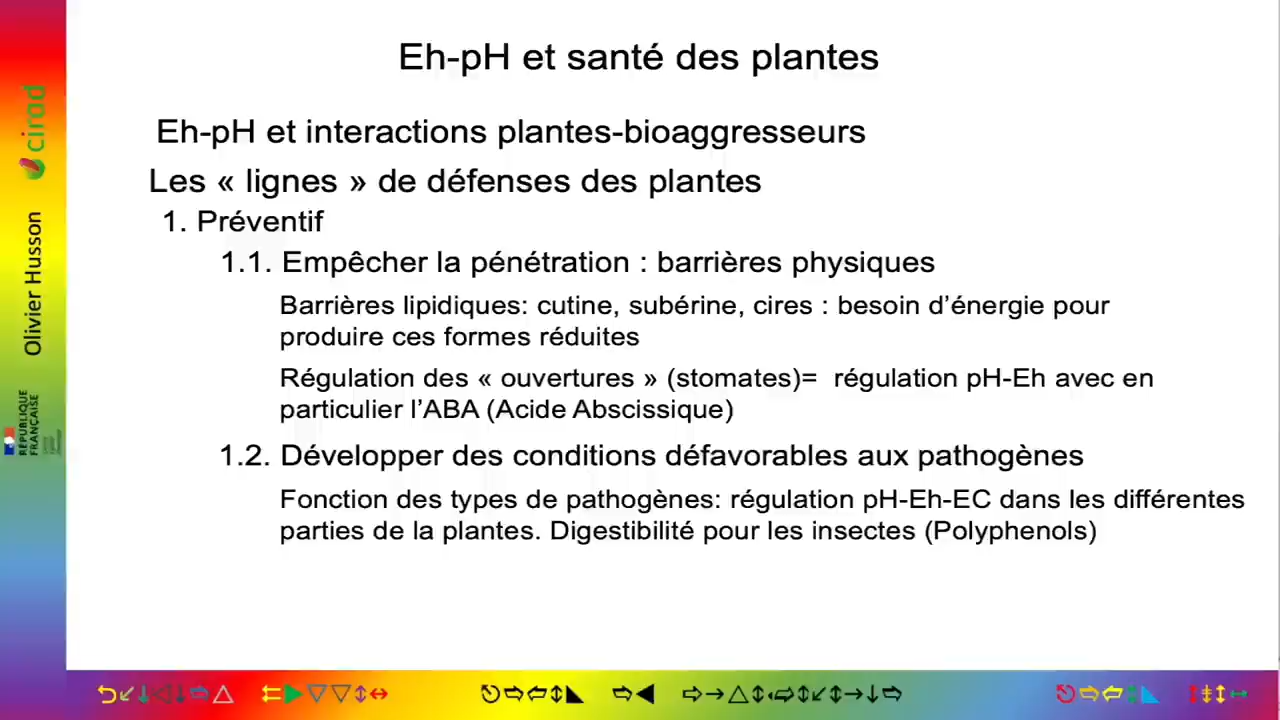 Eh-pH et santé des plantes
Eh-pH et interactions plantes-bioaggresseurs
Les « lignes » de défenses des plantes
1. Préventif
1.1. Empêcher la pénétration : barrières physiques
Barrières lipidiques: cutine, subérine, cires : besoin d’énergie pour
produire ces formes réduites
Régulation des « ouvertures » (stomates)= régulation pH-Eh avec en
particulier l’ABA (Acide Abscissique)
1.2. Développer des conditions défavorables aux pathogènes
Fonction des types de pathogènes: régulation pH-Eh-EC dans les différentes
parties de la plantes. Digestibilité pour les insectes (Polyphenols)
cirad
Olivier Husson
RÉPUBLIQUE
FRANÇAISE